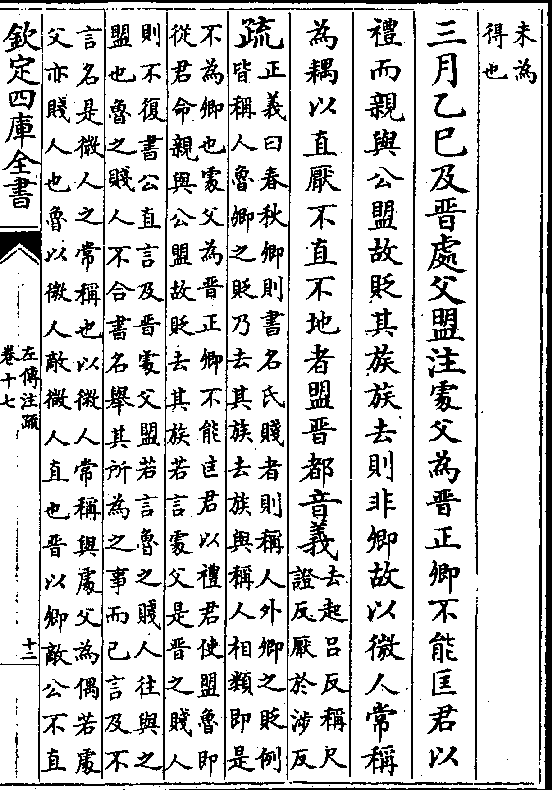 未為
得也
三月乙巳及晉處父盟注處父為晉正卿不能匡君以
禮而親與公盟故貶其族族去則非卿故以微人常稱
為耦以直厭不直不地者盟晉都音義
去起呂反稱尺
證反厭於涉反
疏
正義曰春秋卿則書名氏賤者則稱人外卿之貶例
皆稱人魯卿之貶乃去其族去族與稱人相類即是
不為卿也處父為晉正卿不能匡君以禮君使盟魯即
從君命親與公盟故貶去其族若言處父是晉之賤人
則不復書公直言及晉處父盟若言魯之賤人往與之
盟也魯之賤人不合書名舉其所為之事而已言及不
言名是微人之常稱也以微人常稱與處父為偶若處
父亦賤人也魯以微人敵微人直也晉以卿敵公不直
欽定四庫全書
左傳注疏
卷十七
十二